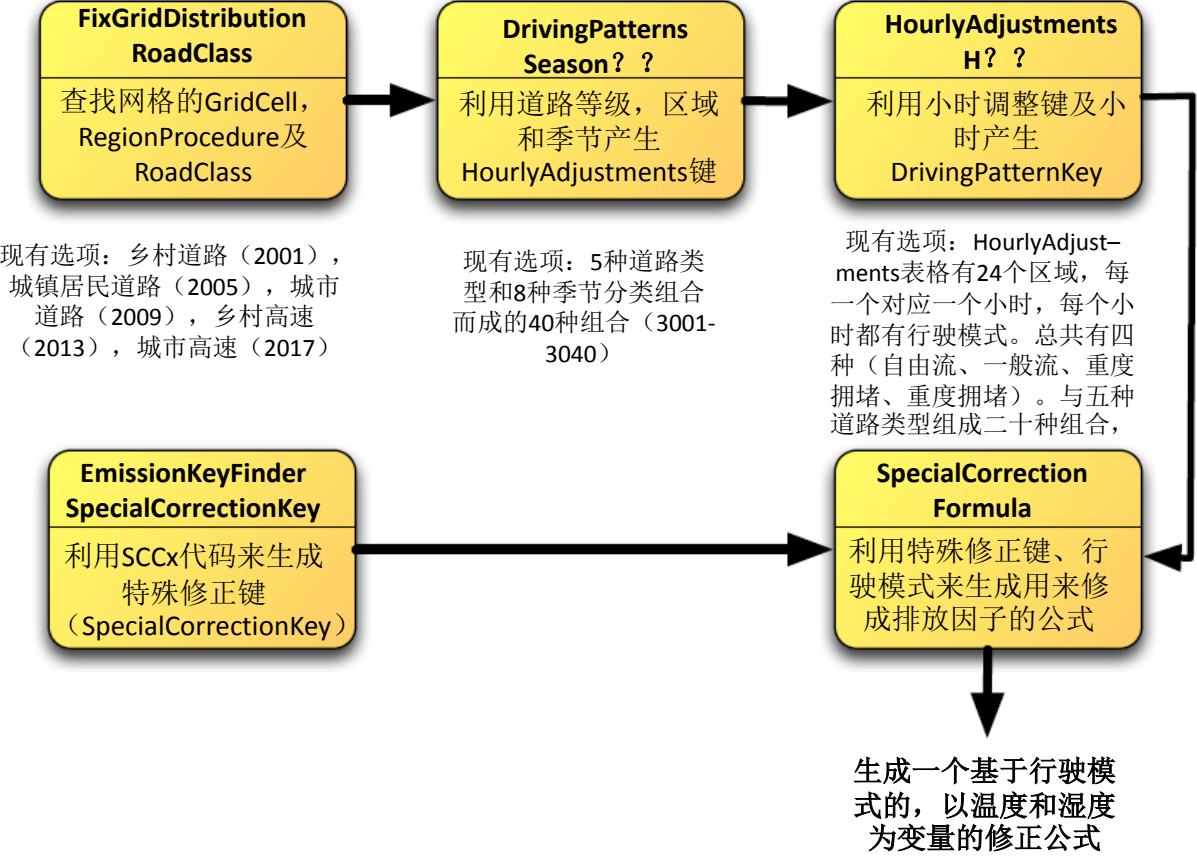 FixGridDistribution
RoadClass
查找网格的GridCell，
RegionProcedure及
RoadClass
DrivingPatterns
Season？？
利用道路等级，区域
和季节产生
HourlyAdjustments键
HourlyAdjustments
H？？
利用小时调整键及小
时产生
DrivingPatternKey
现有选项：乡村道路（2001），
城镇居民道路（2005），城市
道路（2009），乡村高速
（2013），城市高速（2017）
现有选项：5种道路类
型和8种季节分类组合
而成的40种组合（3001-
3040）
现有选项：HourlyAdjust–
ments表格有24个区域，每
一个对应一个小时，每个小
时都有行驶模式。总共有四
种（自由流、一般流、重度
拥堵、重度拥堵）。与五种
道路类型组成二十种组合，
EmissionKeyFinder
SpecialCorrectionKey
利用SCCx代码来生成
特殊修正键
（SpecialCorrectionKey）
SpecialCorrection
Formula
利用特殊修正键、行
驶模式来生成用来修
成排放因子的公式
生成一个基于行驶模
式的，以温度和湿度
为变量的修正公式